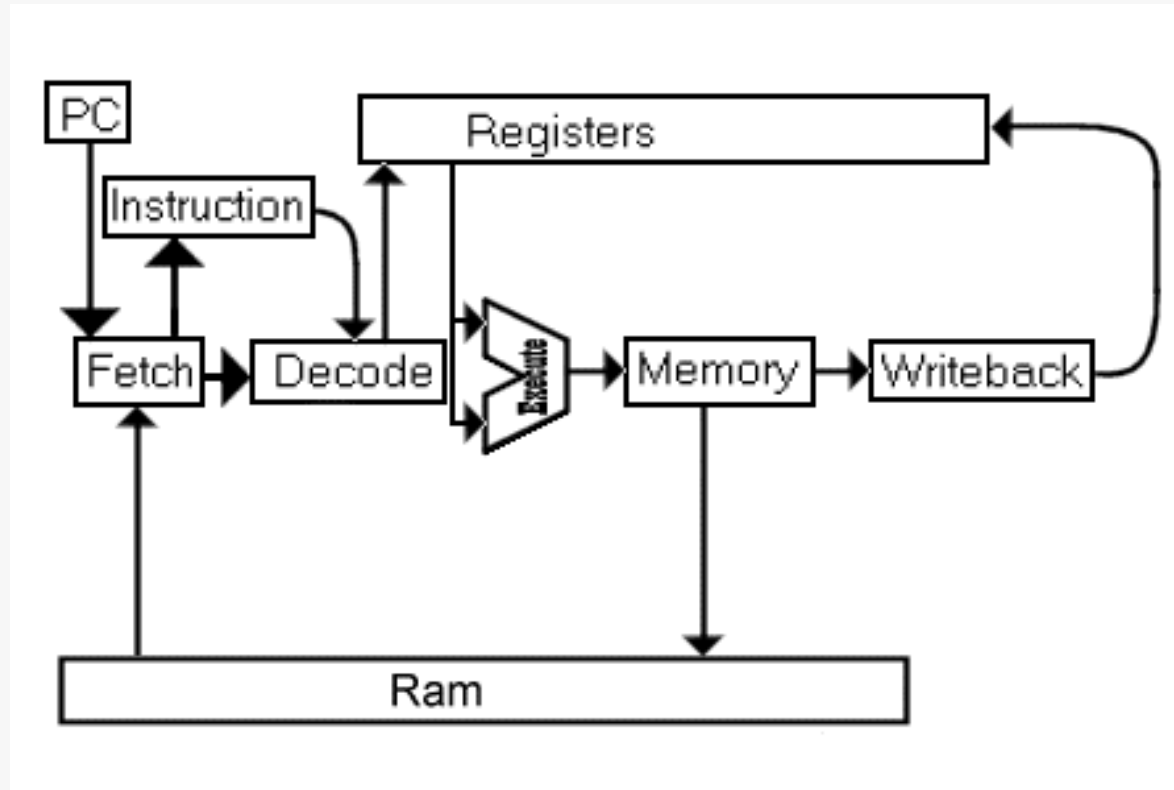 PC
Registers
Instruction
Fetch
Decode
Execute
Memory
Writeback
Ram